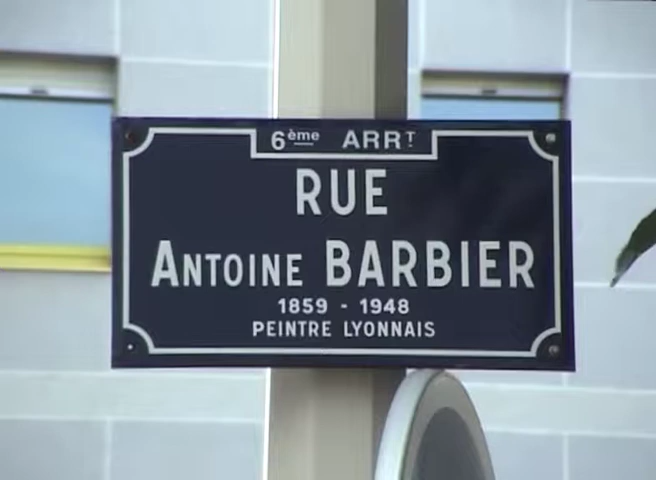 6ème ARRT
RUE
ANTOINE BARBIER
1859 - 1948
PEINTRE LYONNAIS